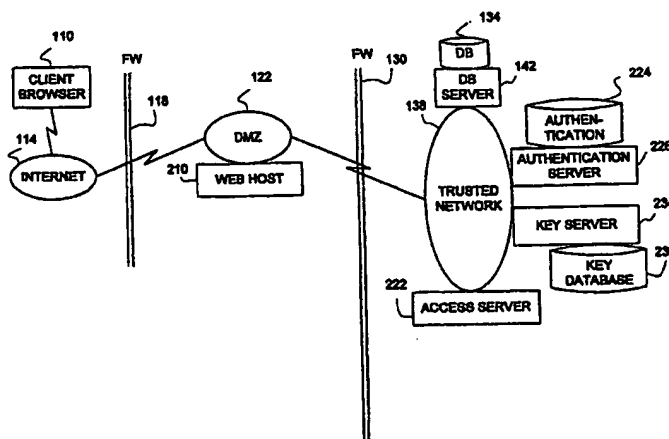 110
CLIENT
BROWSER
114
INTERNET
FW
118
122
DMZ
210
WEB HOST
FW
130
134
DB
DB
SERVER
142
138
TRUSTED
NETWORK
224
AUTHEN-
TICATION
AUTHENTICATION
SERVER
226
KEY SERVER
KEY
DATABASE
222
ACCESS SERVER